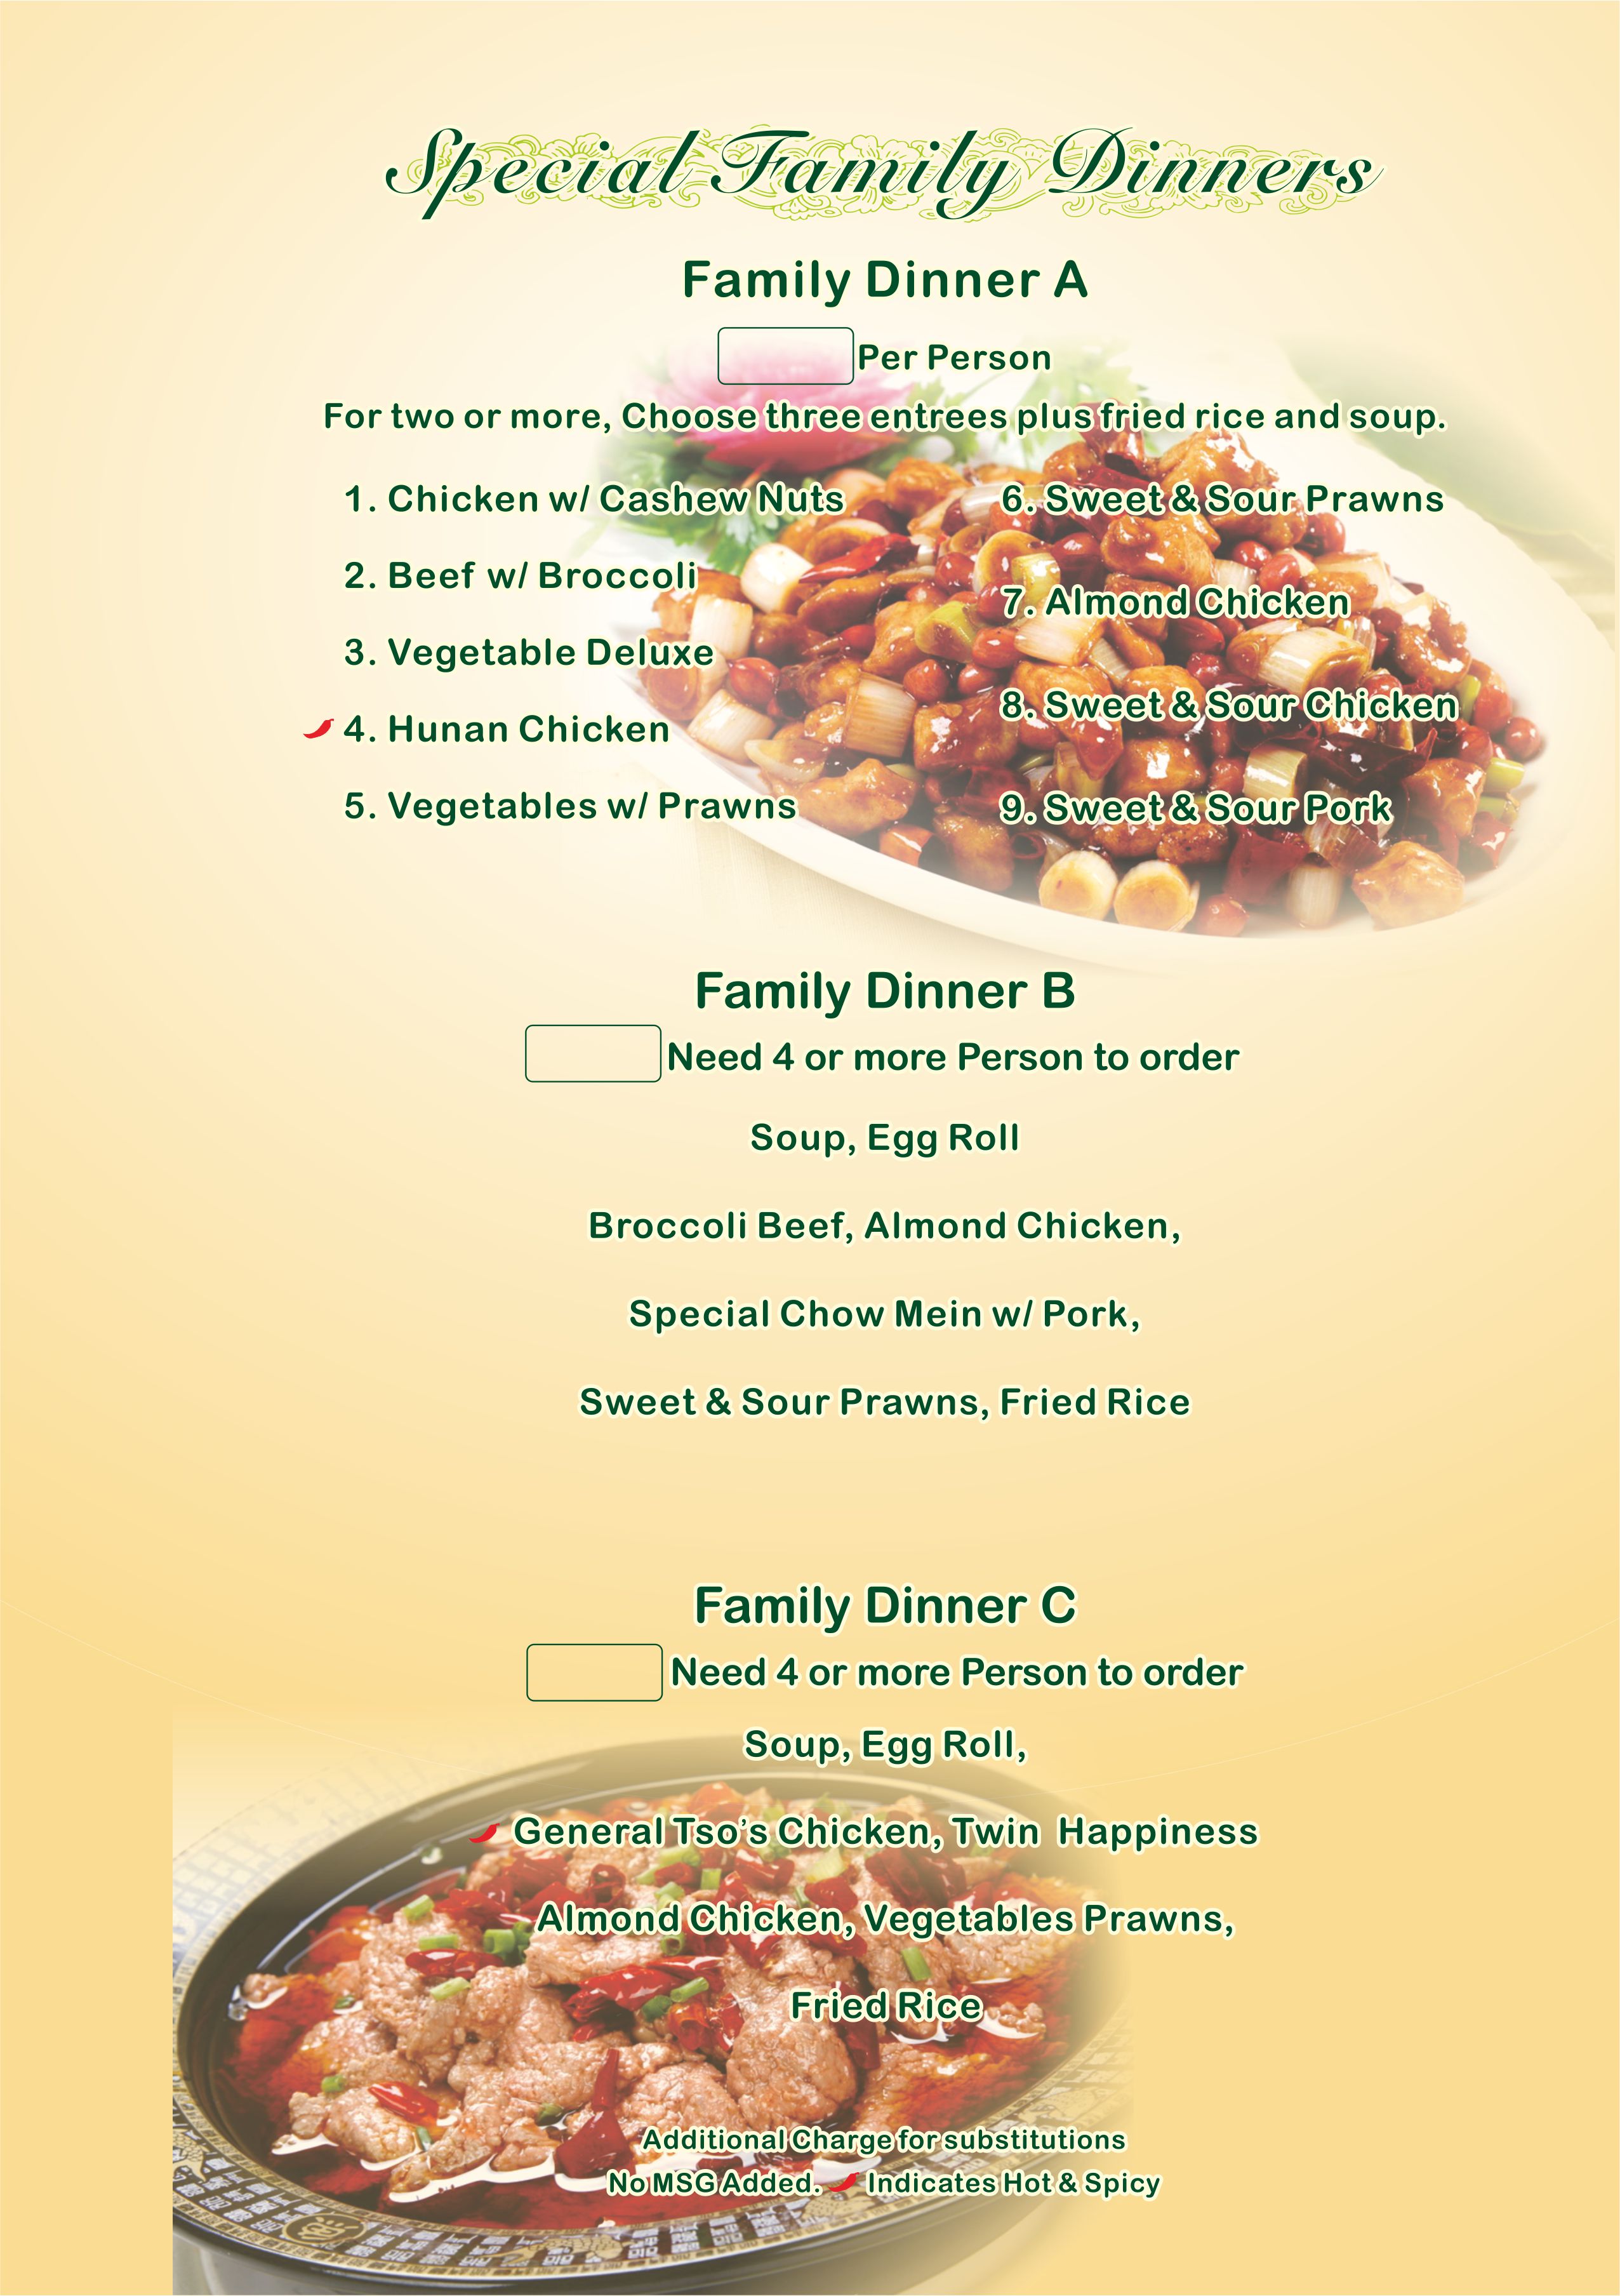 Special Family Dinners
Family Dinner A
Per Person
For two or more, Choose three entrees plus fried rice and soup.
1. Chicken w/ Cashew Nuts
2. Beef w/ Broccoli
3. Vegetable Deluxe
4. Hunan Chicken
5. Vegetables w/ Prawns
6. Sweet & Sour Prawns
7. Almond Chicken
8. Sweet & Sour Chicken
9. Sweet & Sour Pork
Family Dinner B
Need 4 or more Person to order
Soup, Egg Roll
Broccoli Beef, Almond Chicken,
Special Chow Mein w/ Pork,
Sweet & Sour Prawns, Fried Rice
Family Dinner C
Need 4 or more Person to order
Soup, Egg Roll,
General Tso's Chicken, Twin  Happiness
Almond Chicken, Vegetables Prawns,
Fried Rice
Additional Charge for substitutions
No MSG Added. Indicates Hot & Spicy